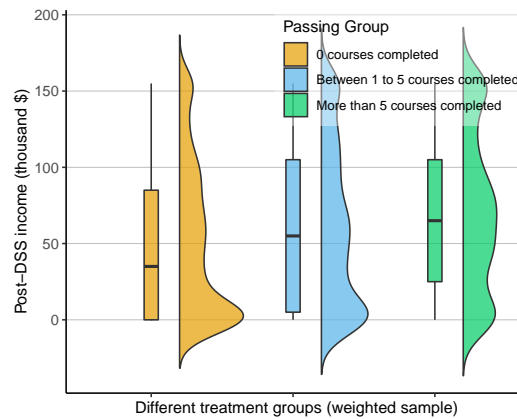 Passing Group
0 courses completed
Between 1 to 5 courses completed
More than 5 courses completed
200
150
100
50
0
Post−DSS income (thousand $)
Different treatment groups (weighted sample)